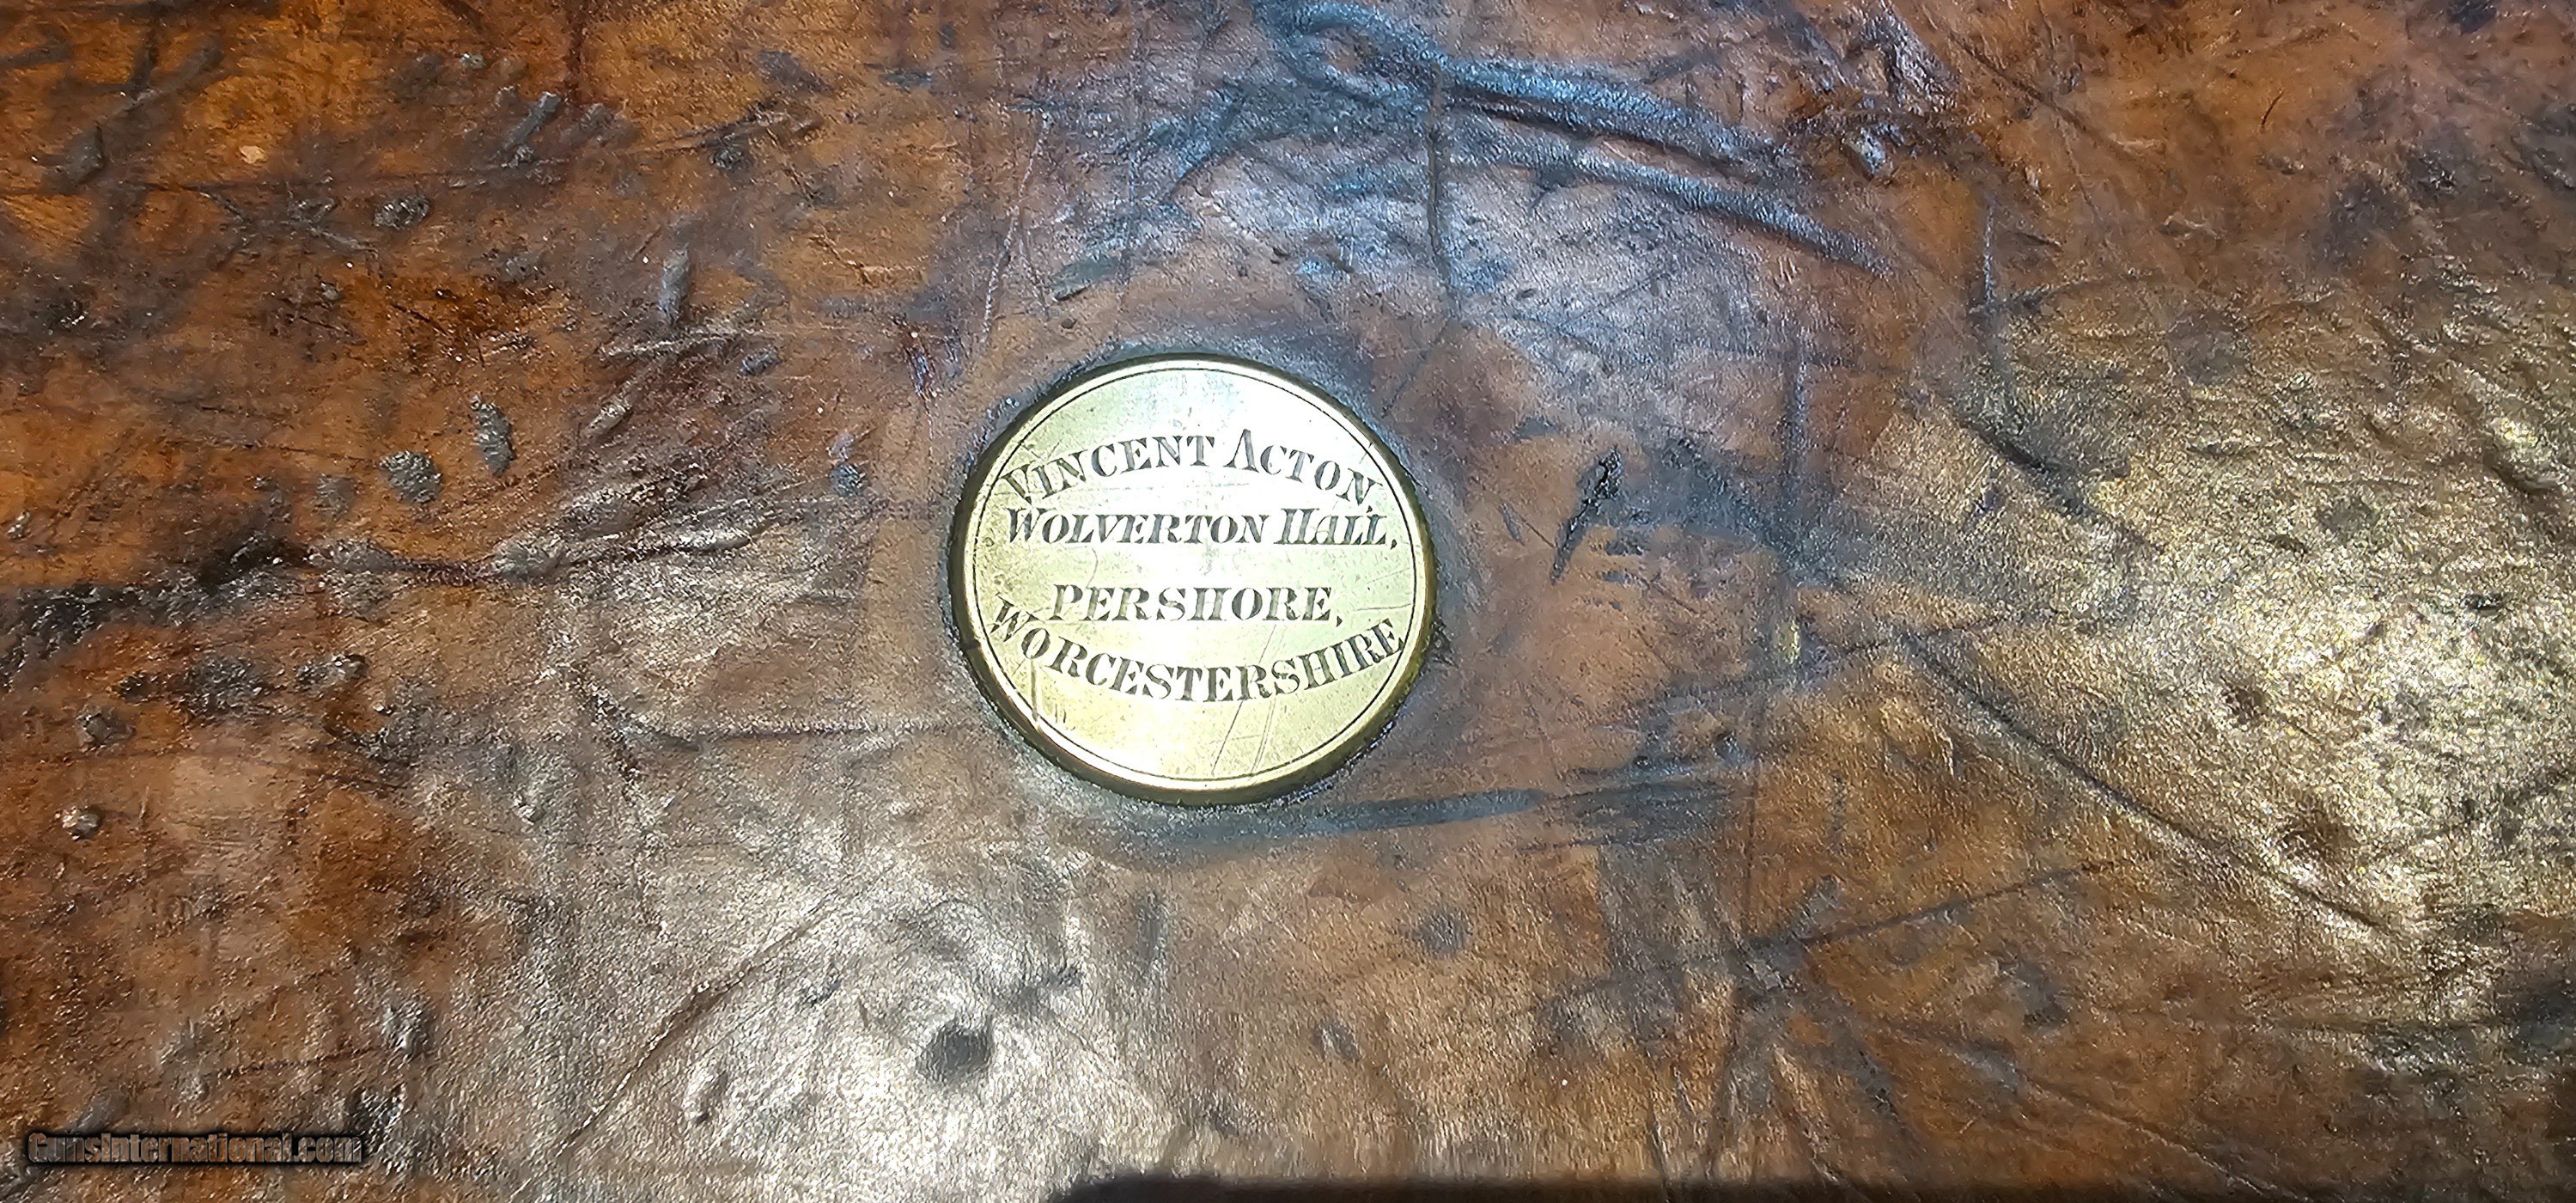 VINCENT ACTON,
WOLVERTON HALL,
PERSHORE,
WORCESTERSHIRE
GunsInternational.com